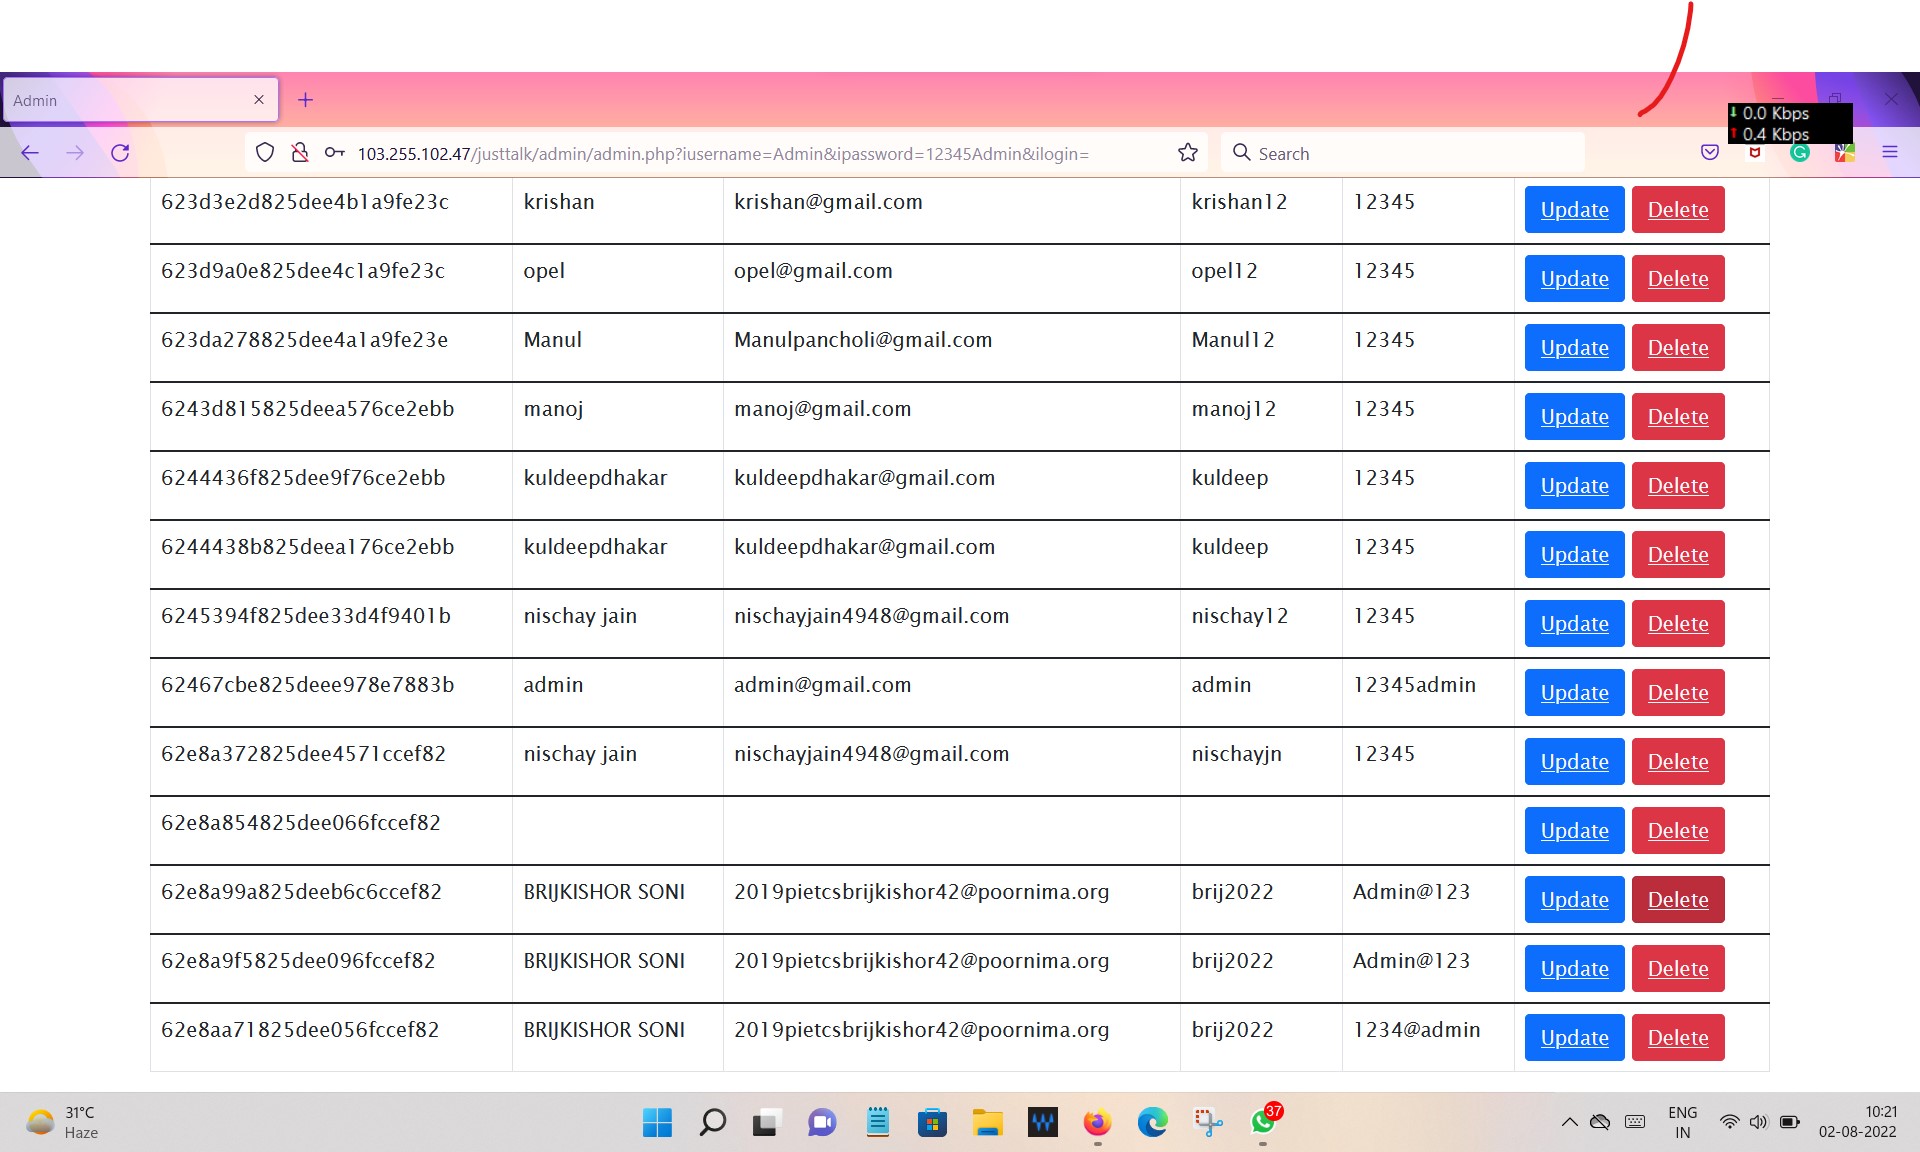 Admin
0.0 Kbps
0.4 Kbps
103.255.102.47/justtalk/admin/admin.php?iusername=Admin&ipassword=12345Admin&ilogin=
Search
623d3e2d825dee4b1a9fe23c krishan krishan@gmail.com krishan12 12345 Update Delete
623d9a0e825dee4c1a9fe23c opel opel@gmail.com opel12 12345 Update Delete
623da278825dee4a1a9fe23e Manul Manulpancholi@gmail.com Manul12 12345 Update Delete
6243d815825deea576ce2ebb manoj manoj@gmail.com manoj12 12345 Update Delete
6244436f825dee9f76ce2ebb kuldeepdhakar kuldeepdhakar@gmail.com kuldeep 12345 Update Delete
6244438b825deea176ce2ebb kuldeepdhakar kuldeepdhakar@gmail.com kuldeep 12345 Update Delete
6245394f825dee33d4f9401b nischay jain nischayjain4948@gmail.com nischay12 12345 Update Delete
62467cbe825deee978e7883b admin admin@gmail.com admin 12345admin Update Delete
62e8a372825dee4571ccef82 nischay jain nischayjain4948@gmail.com nischayjn 12345 Update Delete
62e8a854825dee066fccef82 Update Delete
62e8a99a825deeb6c6ccef82 BRIJKISHOR SONI 2019pietcsbrijkishor42@poornima.org brij2022 Admin@123 Update Delete
62e8a9f5825dee096fccef82 BRIJKISHOR SONI 2019pietcsbrijkishor42@poornima.org brij2022 Admin@123 Update Delete
62e8aa71825dee056fccef82 BRIJKISHOR SONI 2019pietcsbrijkishor42@poornima.org brij2022 1234@admin Update Delete
31°C
Haze
37
ENG
IN
10:21
02-08-2022